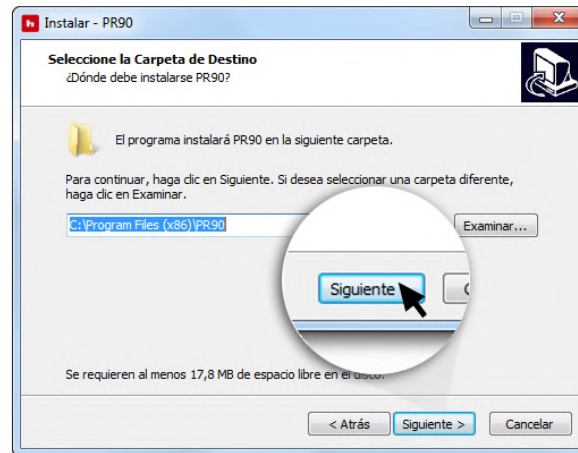 Instalar - PR90
Seleccione la Carpeta de Destino
¿Dónde debe instalarse PR90?
El programa instalará PR90 en la siguiente carpeta.
Para continuar, haga clic en Siguiente. Si desea seleccionar una carpeta diferente,
haga clic en Examinar.
C:\Program Files (x86)\PR90
Examinar...
Siguiente
Se requieren al menos 17,8 MB de espacio libre en el disco.
< Atrás
Siguiente >
Cancelar